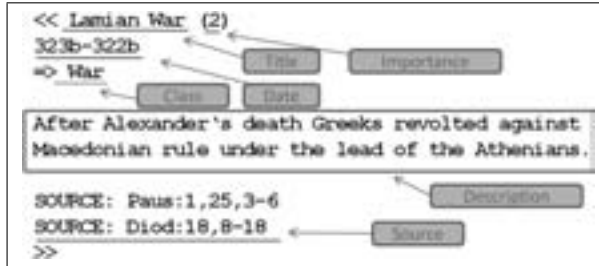 << Lamian War (2)
323b-322b Title Importance
=> War
Class Date
After Alexander's death Greeks revolted against
Macedonian rule under the lead of the Athenians.
Description
SOURCE: Paus:1,25,3-6
SOURCE: Diod:18,8-18 Source
>>